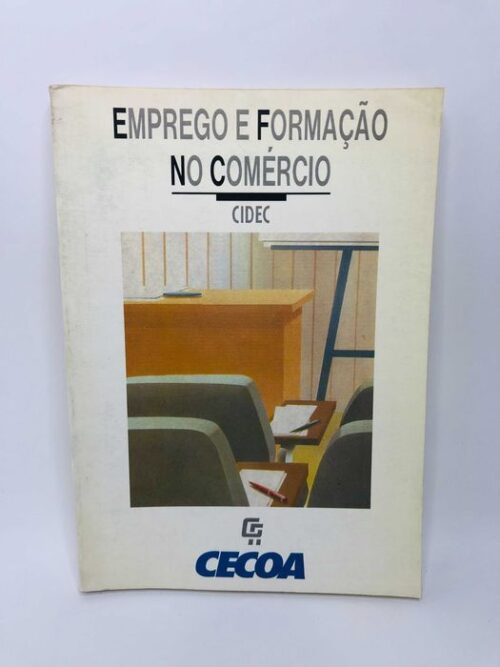 EMPREGO E FORMAÇÃO
NO COMÉRCIO
CIDEC
CECOA